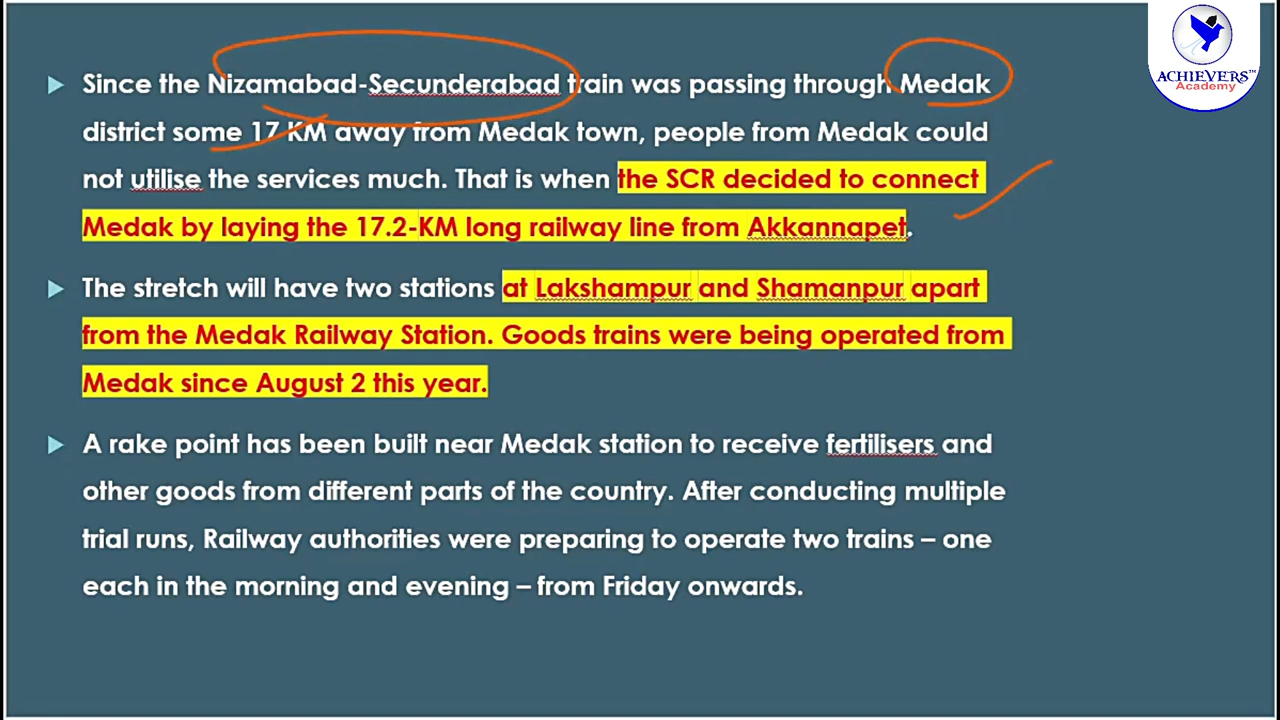 ACHIEVERS™
Academy
Since the Nizamabad-Secunderabad train was passing through Medak
district some 17 KM away from Medak town, people from Medak could
not utilise the services much. That is when the SCR decided to connect
Medak by laying the 17.2-KM long railway line from Akkannapet.
The stretch will have two stations at Lakshampur and Shamanpur apart
from the Medak Railway Station. Goods trains were being operated from
Medak since August 2 this year.
A rake point has been built near Medak station to receive fertilisers and
other goods from different parts of the country. After conducting multiple
trial runs, Railway authorities were preparing to operate two trains – one
each in the morning and evening – from Friday onwards.